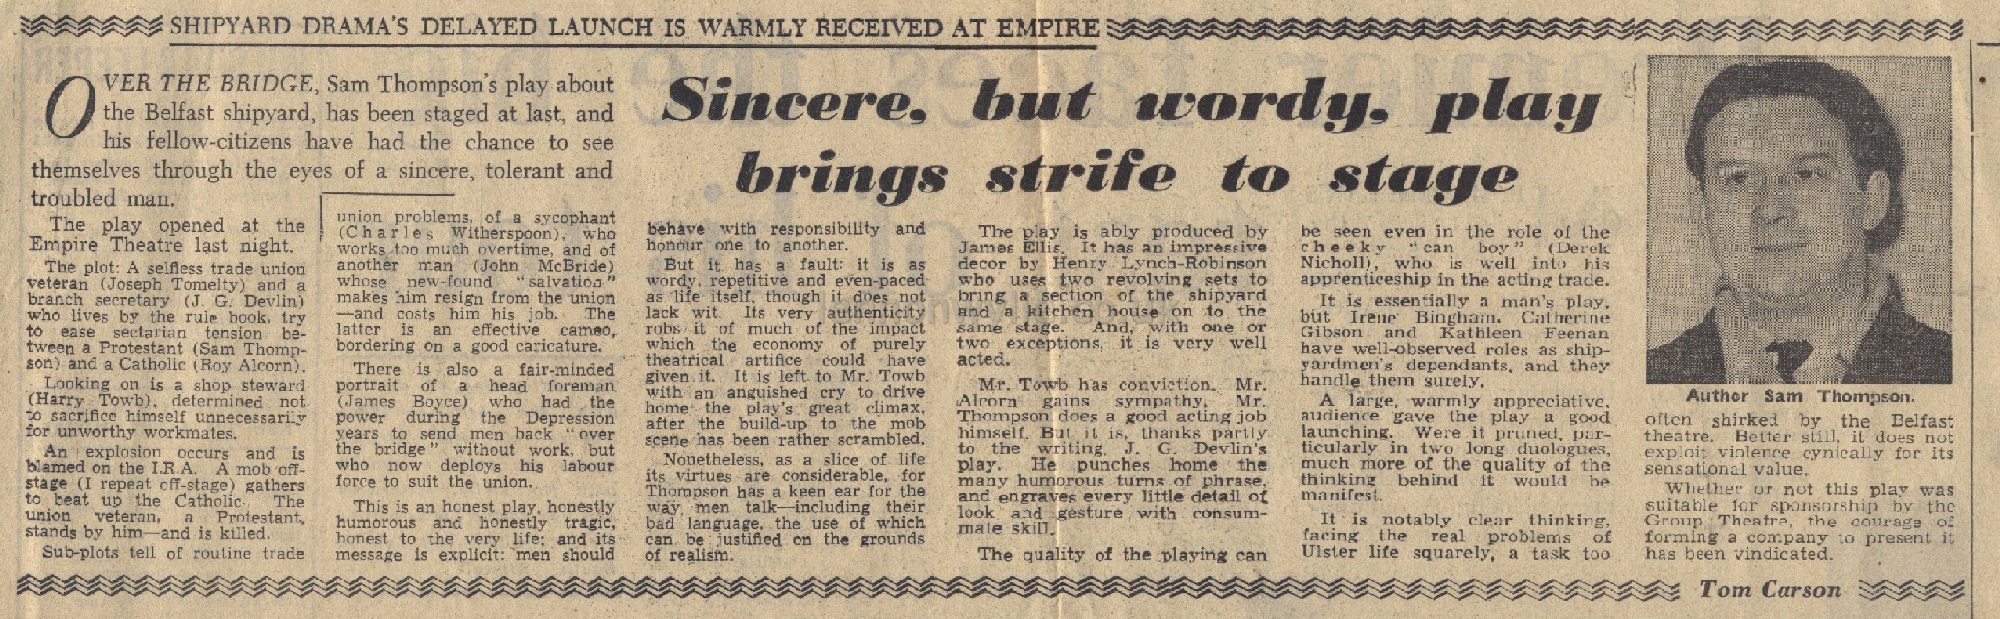 SHIPYARD DRAMA'S DELAYED LAUNCH IS WARMLY RECEIVED AT EMPIRE
Sincere, but wordy, play
brings strife to stage
OVER THE BRIDGE, Sam Thompson's play about
the Belfast shipyard, has been staged at last, and
his fellow-citizens have had the chance to see
themselves through the eyes of a sincere, tolerant and
troubled man.
The play opened at the
Empire Theatre last night.
The plot: A selfless trade union
veteran (Joseph Tomelty) and a
branch secretary (J. G. Devlin)
who lives by the rule book, try
to ease sectarian tension be-
tween a Protestant (Sam Thomp-
son) and a Catholic (Roy Alcorn).
Looking on is a shop steward
(Harry Towb), determined not
to sacrifice himself unnecessarily
for unworthy workmates.
An explosion occurs and is
blamed on the I.R.A. A mob off-
stage (I repeat off-stage) gathers
to beat up the Catholic. The
union veteran, a Protestant,
stands by him—and is killed.
Sub-plots tell of routine trade
union problems, of a sycophant
(Charles Witherspoon), who
works too much overtime, and of
another man (John McBride)
whose new-found "salvation"
makes him resign from the union
—and costs him his job. The
latter is an effective cameo,
bordering on a good caricature.
There is also a fair-minded
portrait of a head foreman
(James Boyce) who had the
power during the Depression
years to send men back "over
the bridge" without work, but
who now deploys his labour
force to suit the union.
This is an honest play, honestly
humorous and honestly tragic,
honest to the very life; and its
message is explicit: men should
behave with responsibility and
honour one to another.
But it has a fault: it is as
wordy, repetitive and even-paced
as life itself, though it does not
lack wit. Its very authenticity
robs it of much of the impact
which the economy of purely
theatrical artifice could have
given it. It is left to Mr. Towb
with an anguished cry to drive
home the play's great climax,
after the build-up to the mob
scene has been rather scrambled.
Nonetheless, as a slice of life
its virtues are considerable, for
Thompson has a keen ear for the
way men talk—including their
bad language, the use of which
can be justified on the grounds
of realism.
The play is ably produced by
James Ellis. It has an impressive
decor by Henry Lynch-Robinson
who uses two revolving sets to
bring a section of the shipyard
and a kitchen house on to the
same stage. And, with one or
two exceptions, it is very well
acted.
Mr. Towb has conviction. Mr.
Alcorn gains sympathy, Mr.
Thompson does a good acting job
himself. But it is, thanks partly
to the writing, J. G. Devlin's
play. He punches home the
many humorous turns of phrase,
and engraves every little detail of
look and gesture with consum-
mate skill.
The quality of the playing can
be seen even in the role of the
cheeky "can boy" (Derek
Nicholl), who is well into his
apprenticeship in the acting trade.
It is essentially a man's play,
but Irene Bingham, Catherine
Gibson and Kathleen Feenan
have well-observed roles as ship-
yardmen's dependants, and they
handle them surely.
A large, warmly appreciative,
audience gave the play a good
launching. Were it pruned, par-
ticularly in two long duologues,
much more of the quality of the
thinking behind it would be
manifest.
It is notably clear thinking,
facing the real problems of
Ulster life squarely, a task too
Author Sam Thompson.
often shirked by the Belfast
theatre. Better still, it does not
exploit violence cynically for its
sensational value.
Whether or not this play was
suitable for sponsorship by the
Group Theatre, the courage of
forming a company to present it
has been vindicated.
Tom Carson